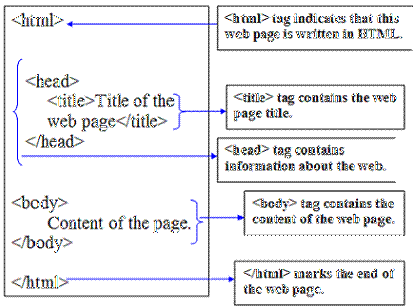 <html>
<html> tag indicates that this
web page is written in HTML.
<head>
<title>Title of the
web page</title>
</head>
<title> tag contains the web
page title.
<head> tag contains
information about the web.
<body>
Content of the page.
</body>
<body> tag contains the
content of the web page.
</html>
</html> marks the end of
the web page.